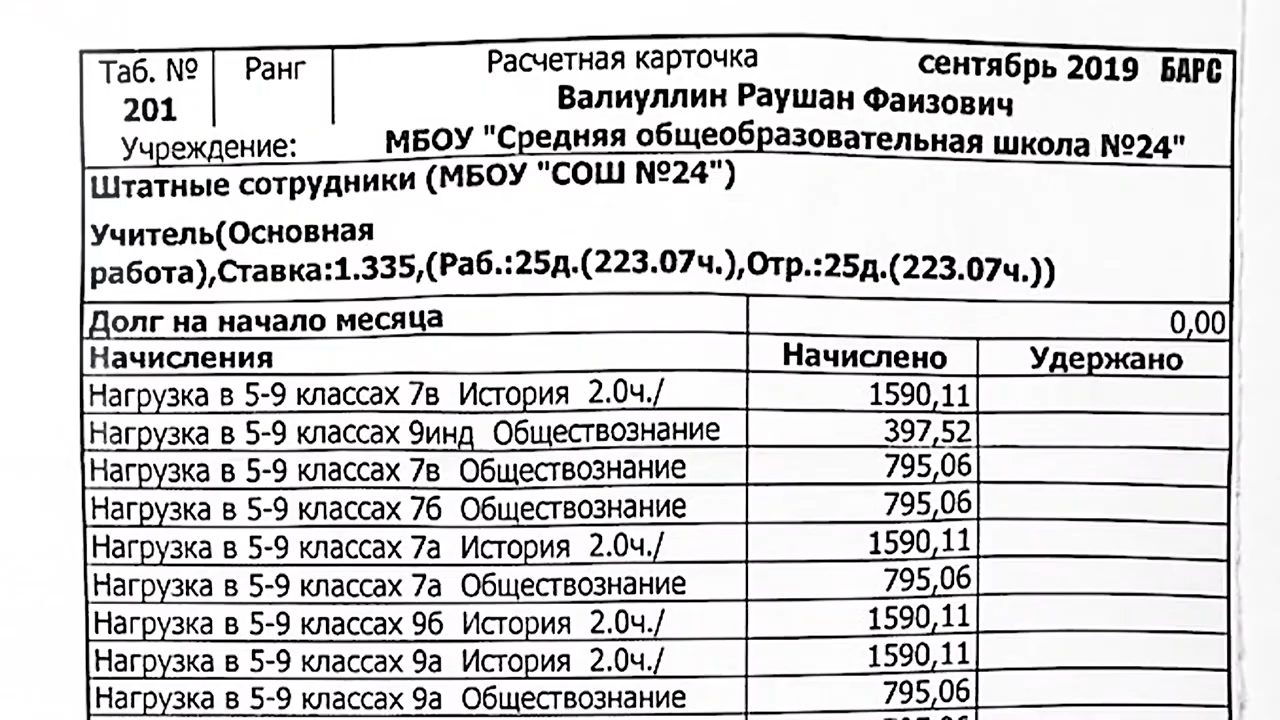 Таб. № Ранг Расчетная карточка сентябрь 2019 БАРС
201 Валиуллин Раушан Фаизович
Учреждение: МБОУ "Средняя общеобразовательная школа №24"
Штатные сотрудники (МБОУ "СОШ №24")
Учитель(Основная
работа),Ставка:1.335,(Раб.:25д.(223.07ч.),Отр.:25д.(223.07ч.))
Долг на начало месяца 0,00
Начисления Начислено Удержано
Нагрузка в 5-9 классах 7в История 2.0ч./ 1590,11
Нагрузка в 5-9 классах 9инд Обществознание 397,52
Нагрузка в 5-9 классах 7в Обществознание 795,06
Нагрузка в 5-9 классах 7б Обществознание 795,06
Нагрузка в 5-9 классах 7а История 2.0ч./ 1590,11
Нагрузка в 5-9 классах 7а Обществознание 795,06
Нагрузка в 5-9 классах 9б История 2.0ч./ 1590,11
Нагрузка в 5-9 классах 9а История 2.0ч./ 1590,11
Нагрузка в 5-9 классах 9а Обществознание 795,06